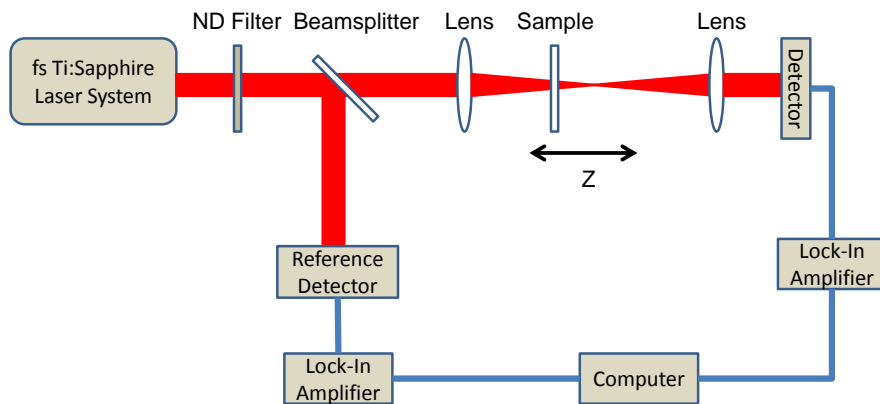 ND Filter
Beamsplitter
Lens
Sample
Lens
fs Ti:Sapphire
Laser System
Detector
Z
Reference
Detector
Lock-In
Amplifier
Lock-In
Amplifier
Computer